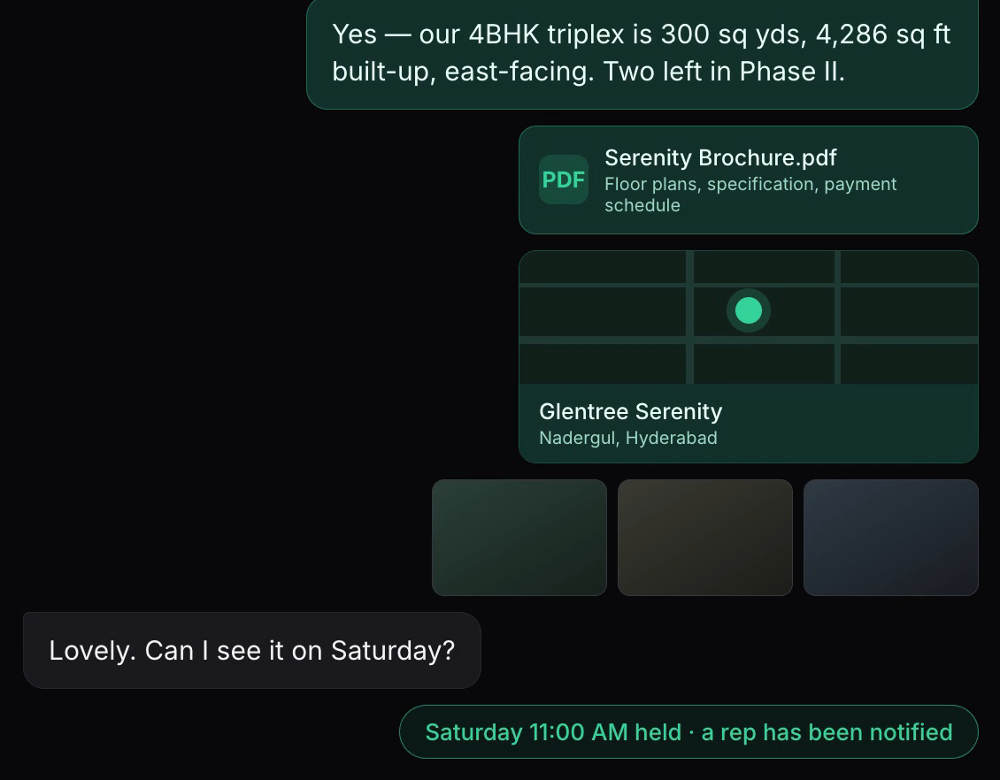 Yes — our 4BHK triplex is 300 sq yds, 4,286 sq ft
built-up, east-facing. Two left in Phase II.
PDF
Serenity Brochure.pdf
Floor plans, specification, payment
schedule
Glentree Serenity
Nadergul, Hyderabad
Lovely. Can I see it on Saturday?
Saturday 11:00 AM held · a rep has been notified